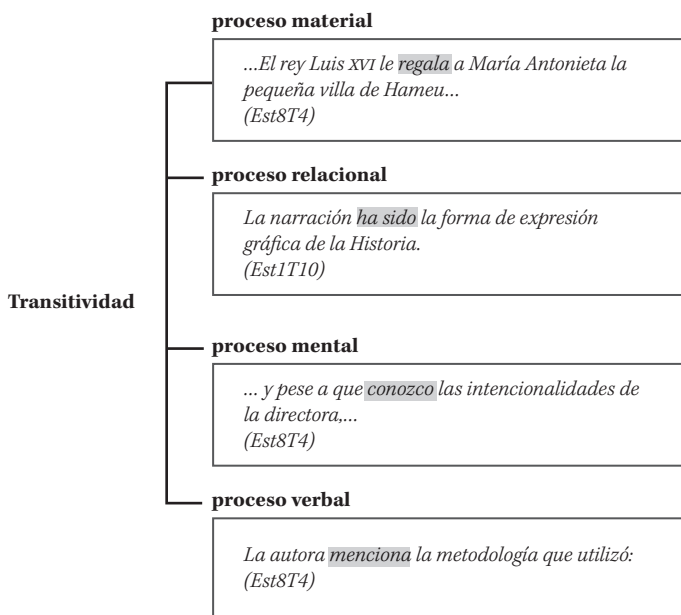 proceso material
...El rey Luis XVI le regala a María Antonieta la
pequeña villa de Hameu...
(Est8T4)
proceso relacional
La narración ha sido la forma de expresión
gráfica de la Historia.
(Est1T10)
Transitividad
proceso mental
... y pese a que conozco las intencionalidades de
la directora,...
(Est8T4)
proceso verbal
La autora menciona la metodología que utilizó:
(Est8T4)